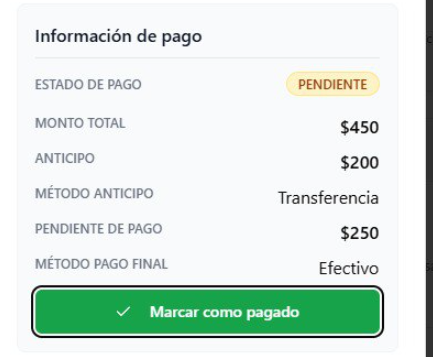 Información de pago
ESTADO DE PAGO PENDIENTE
MONTO TOTAL $450
ANTICIPO $200
MÉTODO ANTICIPO Transferencia
PENDIENTE DE PAGO $250
MÉTODO PAGO FINAL Efectivo
Marcar como pagado